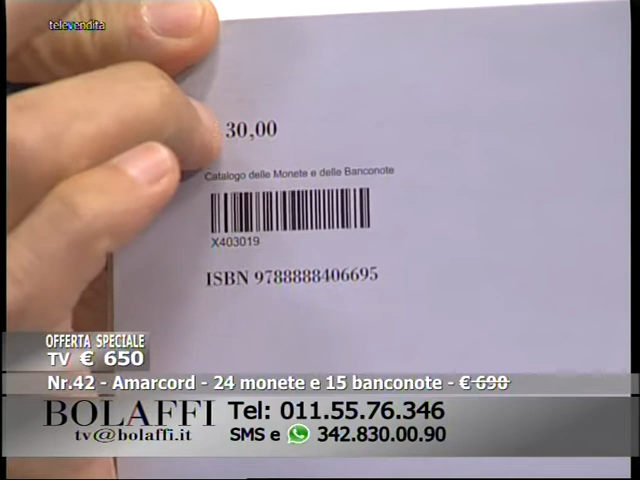 televendita
30,00
Catalogo delle Monete e delle Banconote
X403019
ISBN 9788888406695
OFFERTA SPECIALE
TV € 650
Nr.42 - Amarcord - 24 monete e 15 banconote - € 690
BOLAFFI
tv@bolaffi.it
Tel: 011.55.76.346
SMS e 342.830.00.90